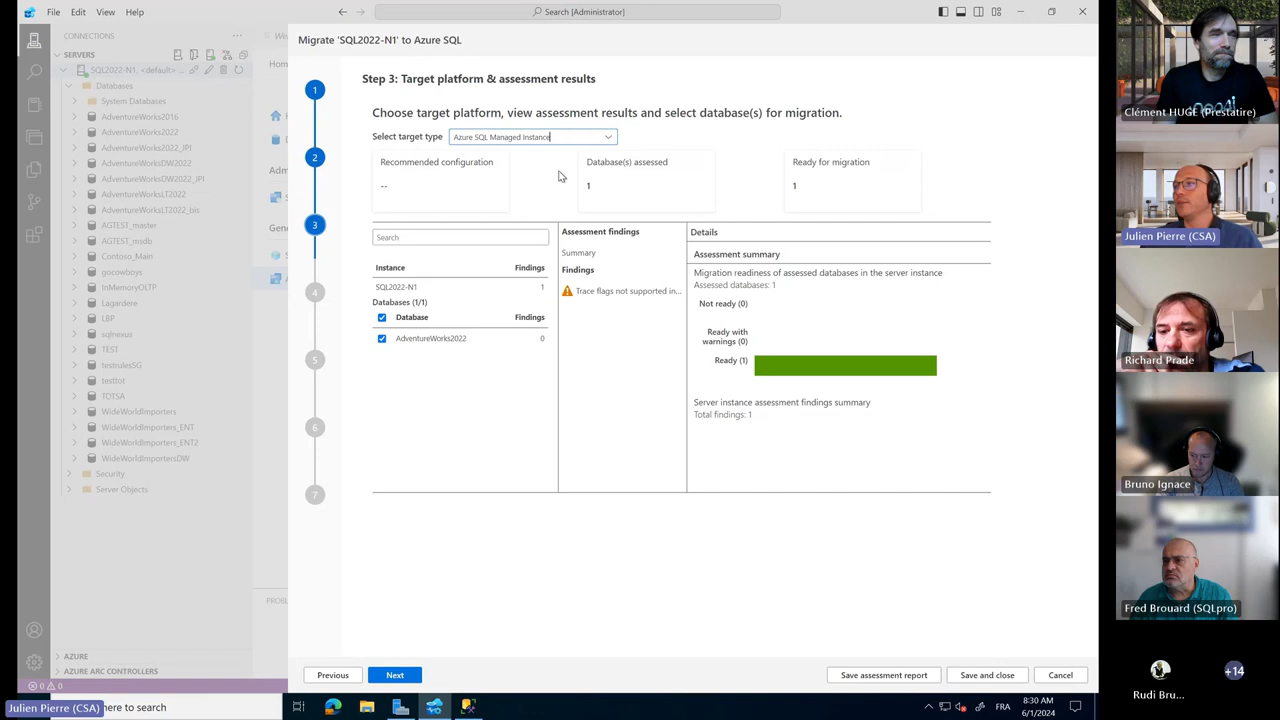 File Edit View Help
Search [Administrator]
CONNECTIONS
SERVERS
SQL2022-N1, <default> ...
Databases
System Databases
AdventureWorks2016
AdventureWorks2022
AdventureWorks2022_JPI
AdventureWorksDW2022
AdventureWorksDW2022_JPI
AdventureWorksLT2022
AdventureWorksLT2022_bis
AGTEST_master
AGTEST_msdb
Contoso_Main
gocowboys
InMemoryOLTP
Lagardere
LBP
sqlnexus
TEST
testrulesSG
testtot
TOTSA
WideWorldImporters
WideWorldImporters_ENT
WideWorldImporters_ENT2
WideWorldImportersDW
Security
Server Objects
AZURE
AZURE ARC CONTROLLERS
0 0
Hom
Gene
PROBL
Migrate 'SQL2022-N1' to Azure SQL
1
2
3
4
5
6
7
Step 3: Target platform & assessment results
Choose target platform, view assessment results and select database(s) for migration.
Select target type Azure SQL Managed Instance
Recommended configuration
--
Database(s) assessed
1
Ready for migration
1
Search
Instance Findings
SQL2022-N1 1
Databases (1/1)
Database Findings
AdventureWorks2022 0
Assessment findings
Summary
Findings
Trace flags not supported in...
Details
Assessment summary
Migration readiness of assessed databases in the server instance
Assessed databases: 1
Not ready (0)
Ready with
warnings (0)
Ready (1)
Server instance assessment findings summary
Total findings: 1
Previous Next Save assessment report Save and close Cancel
Julien Pierre (CSA)
here to search
FRA
8:30 AM
6/1/2024
Clément HUGE (Prestatire)
Julien Pierre (CSA)
Richard Prade
Bruno Ignace
Fred Brouard (SQLpro)
Rudi Bru...
+14